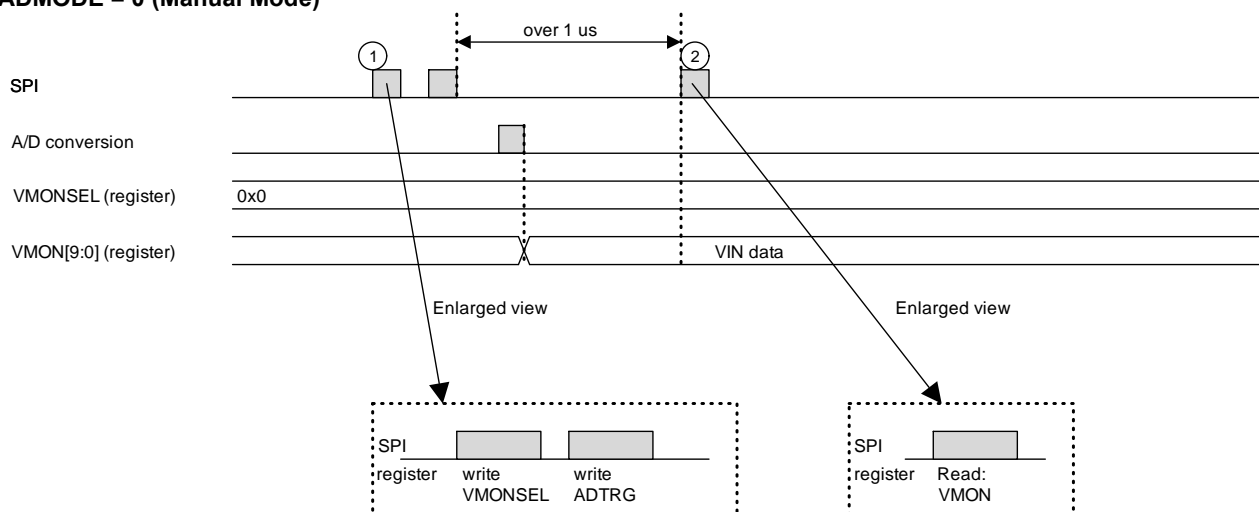 ADMODE = 0 (Manual Mode)
over 1 us
1
2
SPI
A/D conversion
VMONSEL (register)
0x0
VMON[9:0] (register)
VIN data
Enlarged view
Enlarged view
SPI
register
write
VMONSEL
write
ADTRG
SPI
register
Read:
VMON